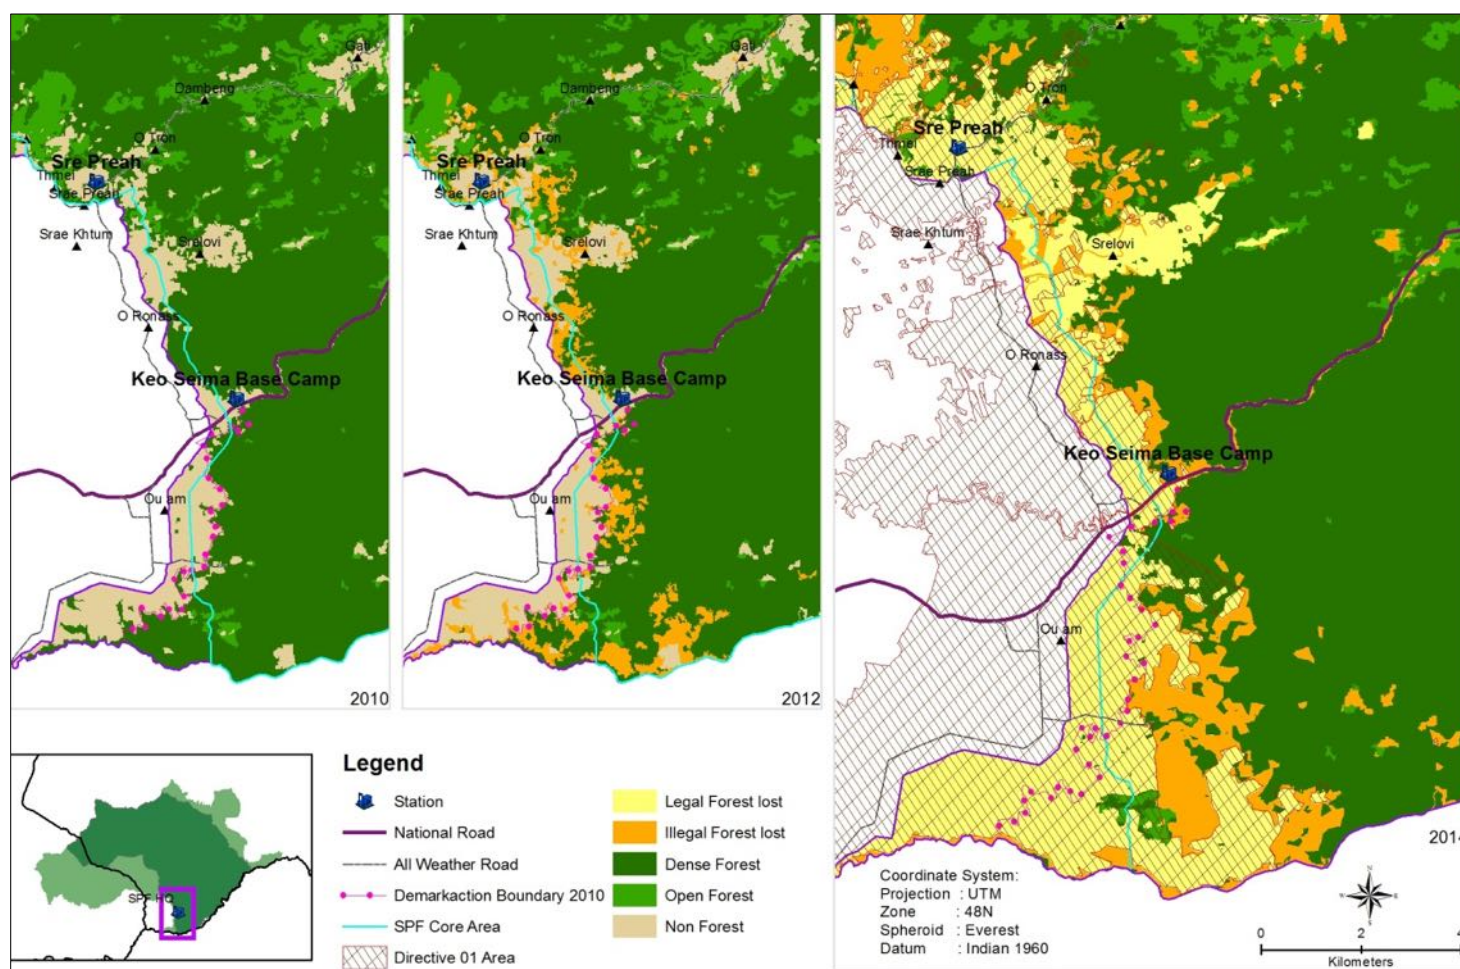 Gati
Dambeng
O Tron
Sre Preah
Thmei
Srae Preah
Srae Khtum
Srelovi
O Ronass
Keo Seima Base Camp
Ou am
2010
Gati
Dambeng
O Tron
Sre Preah
Thmei
Srae Preah
Srae Khtum
Srelovi
O Ronass
Keo Seima Base Camp
Ou am
2012
O Tron
Sre Preah
Thmei
Srae Preah
Srae Khtum
Srelovi
O Ronass
Keo Seima Base Camp
Ou am
2014
SPF HQ
Legend
Station
National Road
All Weather Road
Demarkaction Boundary 2010
SPF Core Area
Directive 01 Area
Legal Forest lost
Illegal Forest lost
Dense Forest
Open Forest
Non Forest
Coordinate System:
Projection : UTM
Zone : 48N
Spheroid : Everest
Datum : Indian 1960
0 2 4
Kilometers